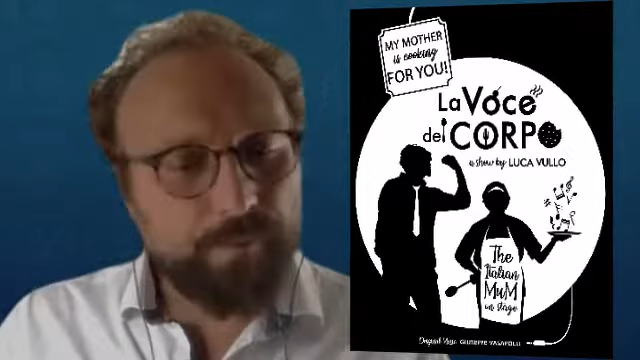 MY MOTHER
is cooking
FOR YOU!
La Voce
del CORPO
a show by LUCA VULLO
The
Italian
MuM
on stage
Original Music GIUSEPPE VASAPOLLI